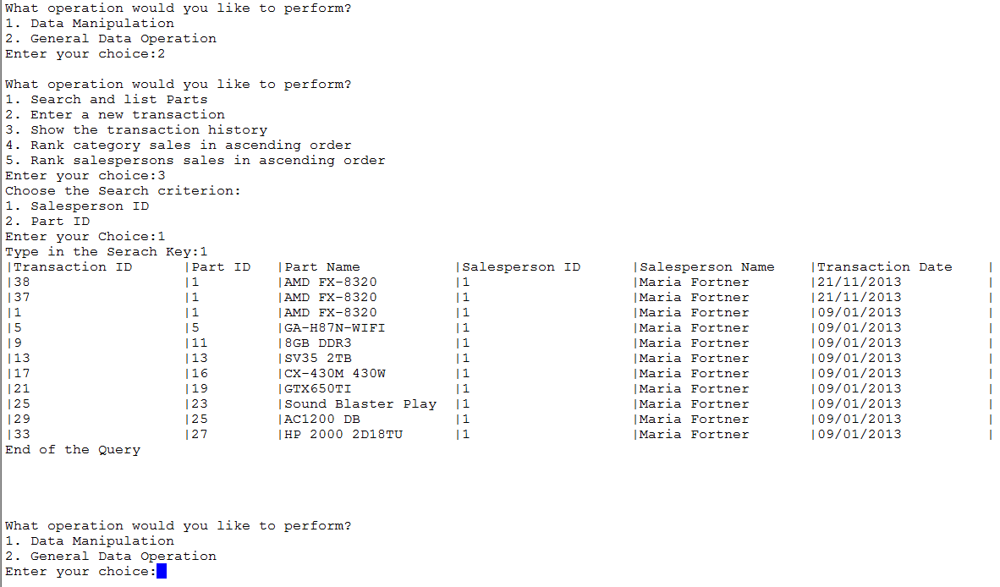 What operation would you like to perform?
1. Data Manipulation
2. General Data Operation
Enter your choice:2
What operation would you like to perform?
1. Search and list Parts
2. Enter a new transaction
3. Show the transaction history
4. Rank category sales in ascending order
5. Rank salespersons sales in ascending order
Enter your choice:3
Choose the Search criterion:
1. Salesperson ID
2. Part ID
Enter your Choice:1
Type in the Serach Key:1
|Transaction ID |Part ID |Part Name |Salesperson ID |Salesperson Name |Transaction Date |
|38 |1 |AMD FX-8320 |1 |Maria Fortner |21/11/2013 |
|37 |1 |AMD FX-8320 |1 |Maria Fortner |21/11/2013 |
|1 |1 |AMD FX-8320 |1 |Maria Fortner |09/01/2013 |
|5 |5 |GA-H87N-WIFI |1 |Maria Fortner |09/01/2013 |
|9 |11 |8GB DDR3 |1 |Maria Fortner |09/01/2013 |
|13 |13 |SV35 2TB |1 |Maria Fortner |09/01/2013 |
|17 |16 |CX-430M 430W |1 |Maria Fortner |09/01/2013 |
|21 |19 |GTX650TI |1 |Maria Fortner |09/01/2013 |
|25 |23 |Sound Blaster Play |1 |Maria Fortner |09/01/2013 |
|29 |25 |AC1200 DB |1 |Maria Fortner |09/01/2013 |
|33 |27 |HP 2000 2D18TU |1 |Maria Fortner |09/01/2013 |
End of the Query
What operation would you like to perform?
1. Data Manipulation
2. General Data Operation
Enter your choice: